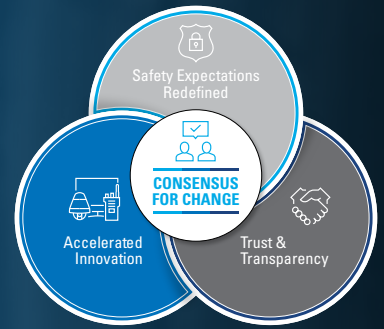 Safety Expectations
Redefined
CONSENSUS
FOR CHANGE
Accelerated
Innovation
Trust &
Transparency